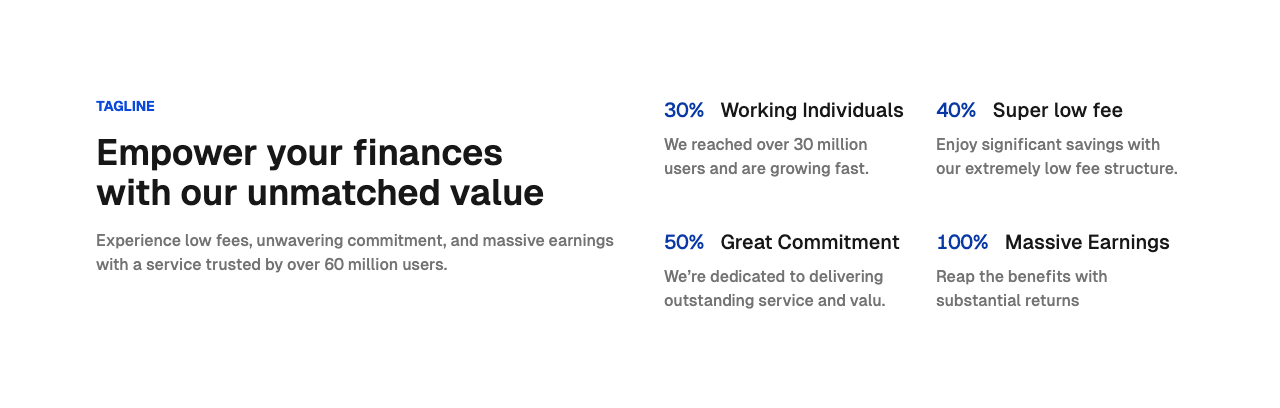 TAGLINE
Empower your finances
with our unmatched value
Experience low fees, unwavering commitment, and massive earnings
with a service trusted by over 60 million users.
30% Working Individuals
We reached over 30 million
users and are growing fast.
40% Super low fee
Enjoy significant savings with
our extremely low fee structure.
50% Great Commitment
We’re dedicated to delivering
outstanding service and valu.
100% Massive Earnings
Reap the benefits with
substantial returns